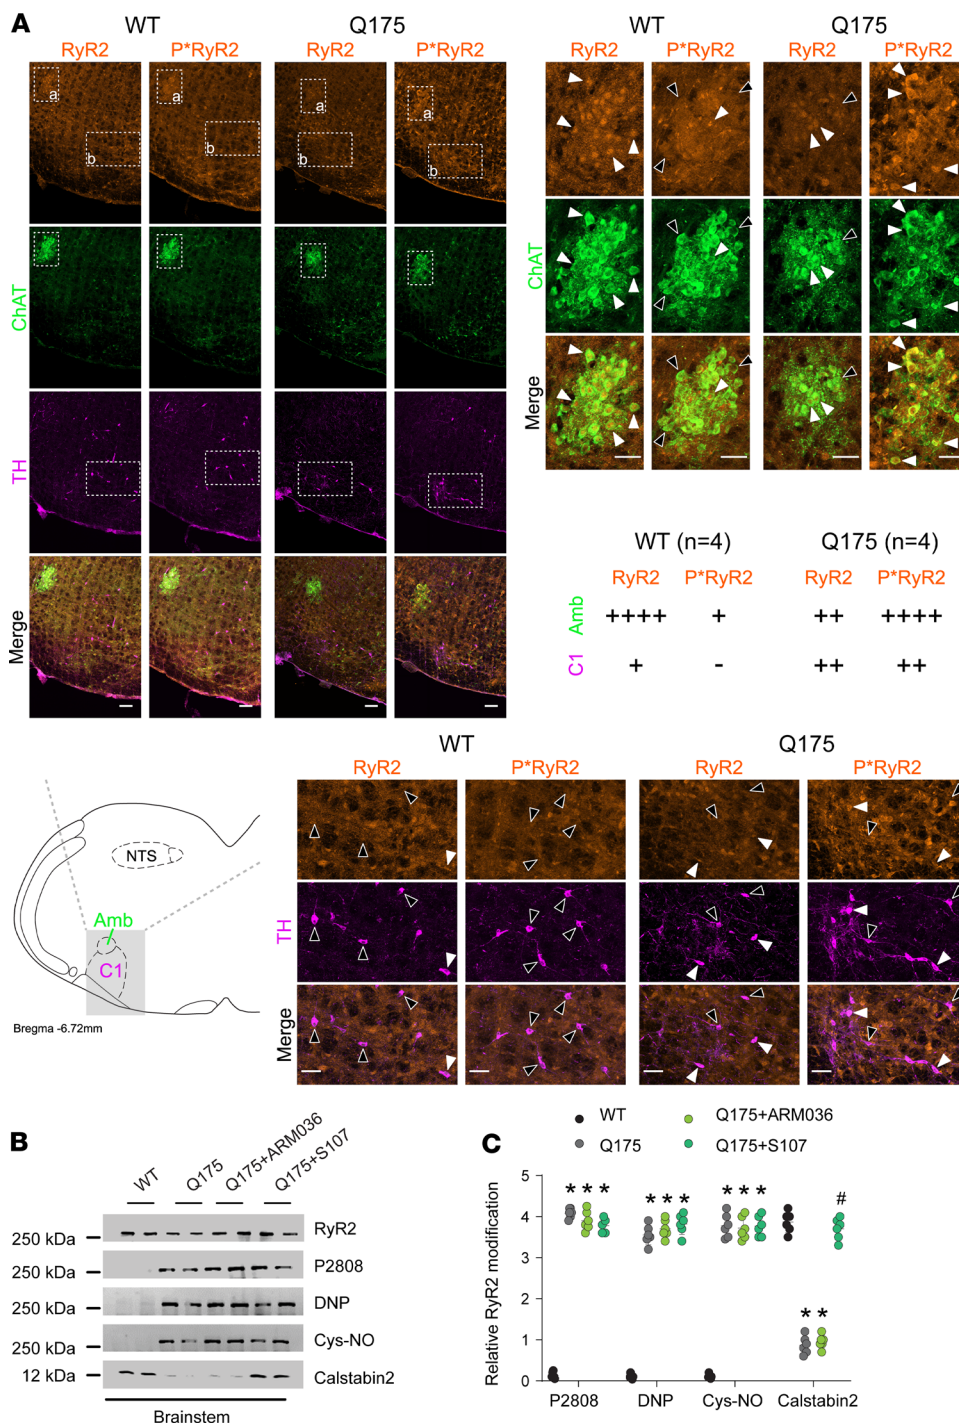 A
WT Q175
RyR2 P*RyR2 RyR2 P*RyR2
a a a a
b b b b
ChAT
TH
Merge
WT Q175
RyR2 P*RyR2 RyR2 P*RyR2
ChAT
Merge
WT (n=4) Q175 (n=4)
RyR2 P*RyR2 RyR2 P*RyR2
Amb ++++ + ++ ++++
C1 + - ++ ++
NTS
Amb
C1
Bregma -6.72mm
WT Q175
RyR2 P*RyR2 RyR2 P*RyR2
TH
Merge
B
WT Q175 Q175+ARM036 Q175+S107
250 kDa RyR2
250 kDa P2808
250 kDa DNP
250 kDa Cys-NO
12 kDa Calstabin2
Brainstem
C
WT Q175+ARM036
Q175 Q175+S107
Relative RyR2 modification
5
4
3
2
1
0
* * * * * * * * * #
* *
P2808 DNP Cys-NO Calstabin2